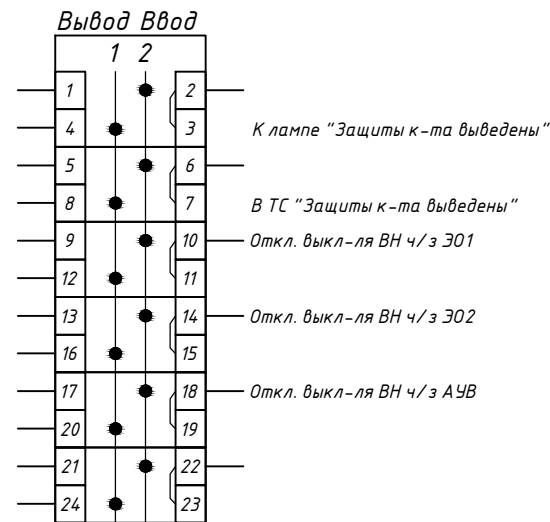 Вывод Ввод
1 2
1 2
4 3 К лампе "Защиты к-та выведены"
5 6
8 7 В ТС "Защиты к-та выведены"
9 10 Откл. выкл-ля ВН ч/з ЭО1
12 11
13 14 Откл. выкл-ля ВН ч/з ЭО2
16 15
17 18 Откл. выкл-ля ВН ч/з АУВ
20 19
21 22
24 23